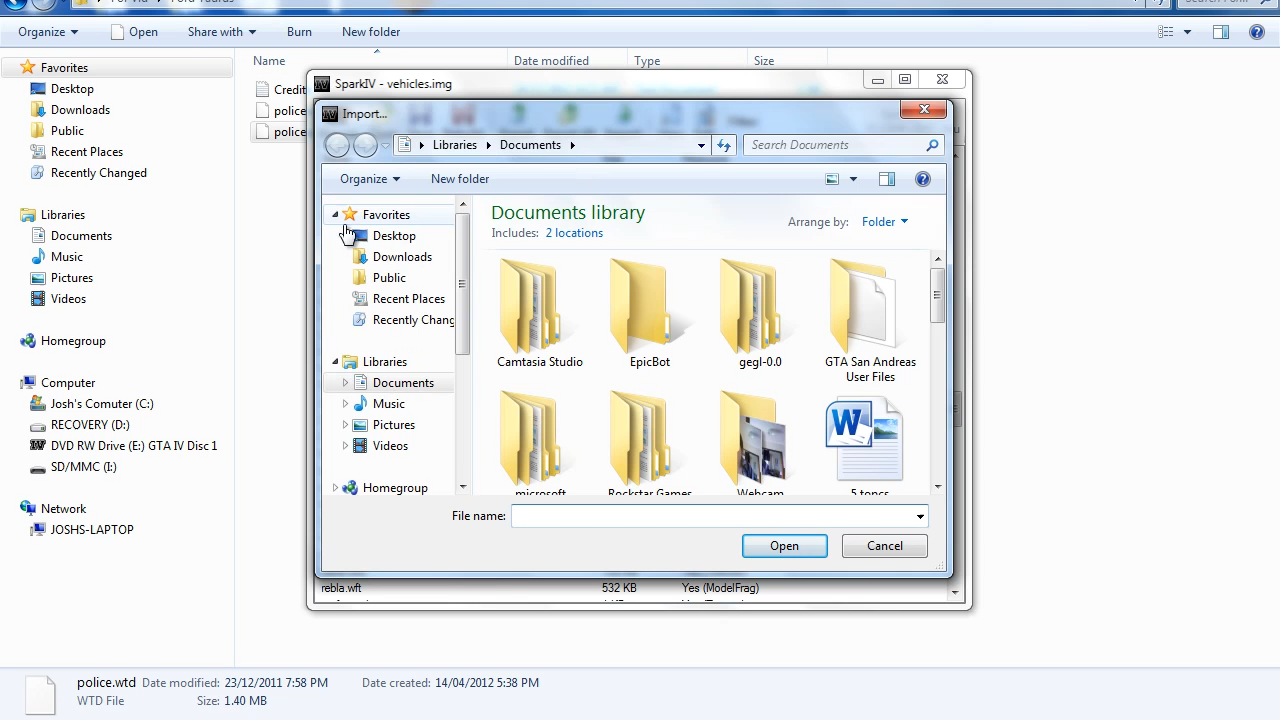 Organize Open Share with Burn New folder
Favorites
Desktop
Downloads
Public
Recent Places
Recently Changed
Libraries
Documents
Music
Pictures
Videos
Homegroup
Computer
Josh's Comuter (C:)
RECOVERY (D:)
DVD RW Drive (E:) GTA IV Disc 1
SD/MMC (I:)
Network
JOSHS-LAPTOP
Name Date modified Type Size
Credit
police
police
SparkIV - vehicles.img
Import...
Libraries Documents
Search Documents
Organize New folder
Favorites
Desktop
Downloads
Public
Recent Places
Recently Chang
Libraries
Documents
Music
Pictures
Videos
Homegroup
Documents library
Includes: 2 locations
Arrange by: Folder
Camtasia Studio
EpicBot
gegl-0.0
GTA San Andreas
User Files
microsoft
Rockstar Games
Webcam
5 topcs
File name:
Open Cancel
rebla.wft 532 KB Yes (ModelFrag)
police.wtd Date modified: 23/12/2011 7:58 PM Date created: 14/04/2012 5:38 PM
WTD File Size: 1.40 MB